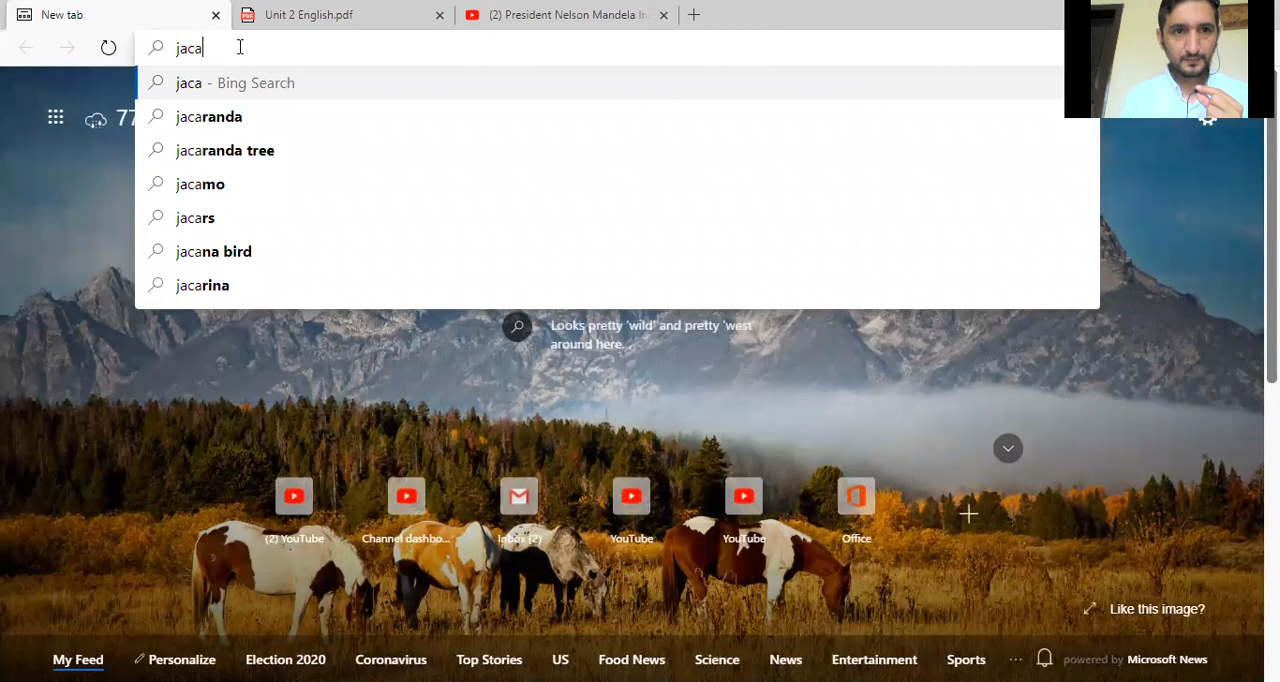 New tab
Unit 2 English.pdf
(2) President Nelson Mandela In
jaca
jaca - Bing Search
jacaranda
jacaranda tree
jacamo
jacars
jacana bird
jacarina
77
Looks pretty 'wild' and pretty 'west
around here.
(2) YouTube
Channel dashbo...
Inbox (2)
YouTube
YouTube
Office
Like this image?
My Feed
Personalize
Election 2020
Coronavirus
Top Stories
US
Food News
Science
News
Entertainment
Sports
...
powered by Microsoft News